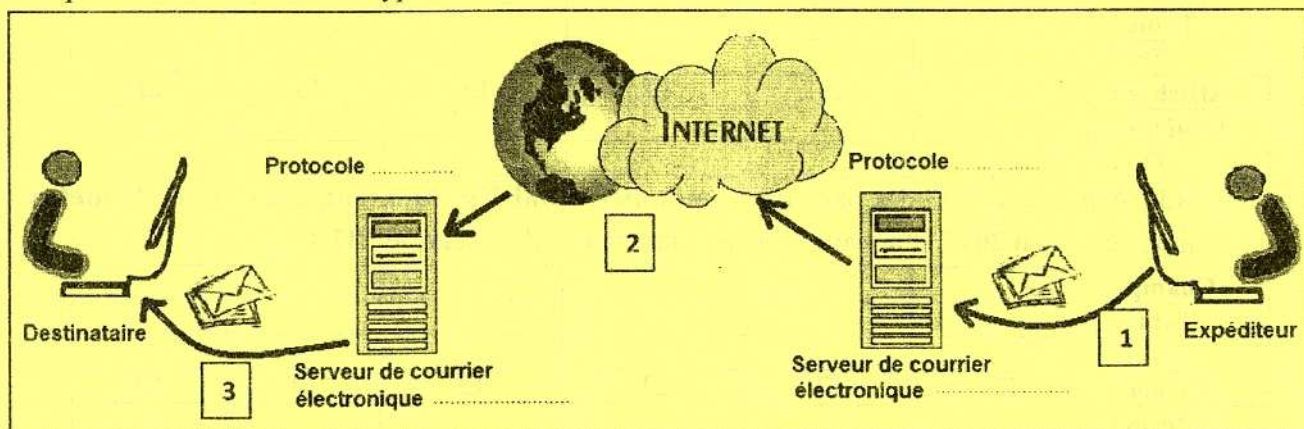 INTERNET
Protocole ..............
Protocole ..............
2
Destinataire
Expéditeur
1
3
Serveur de courrier
électronique ......................
Serveur de courrier
électronique ......................